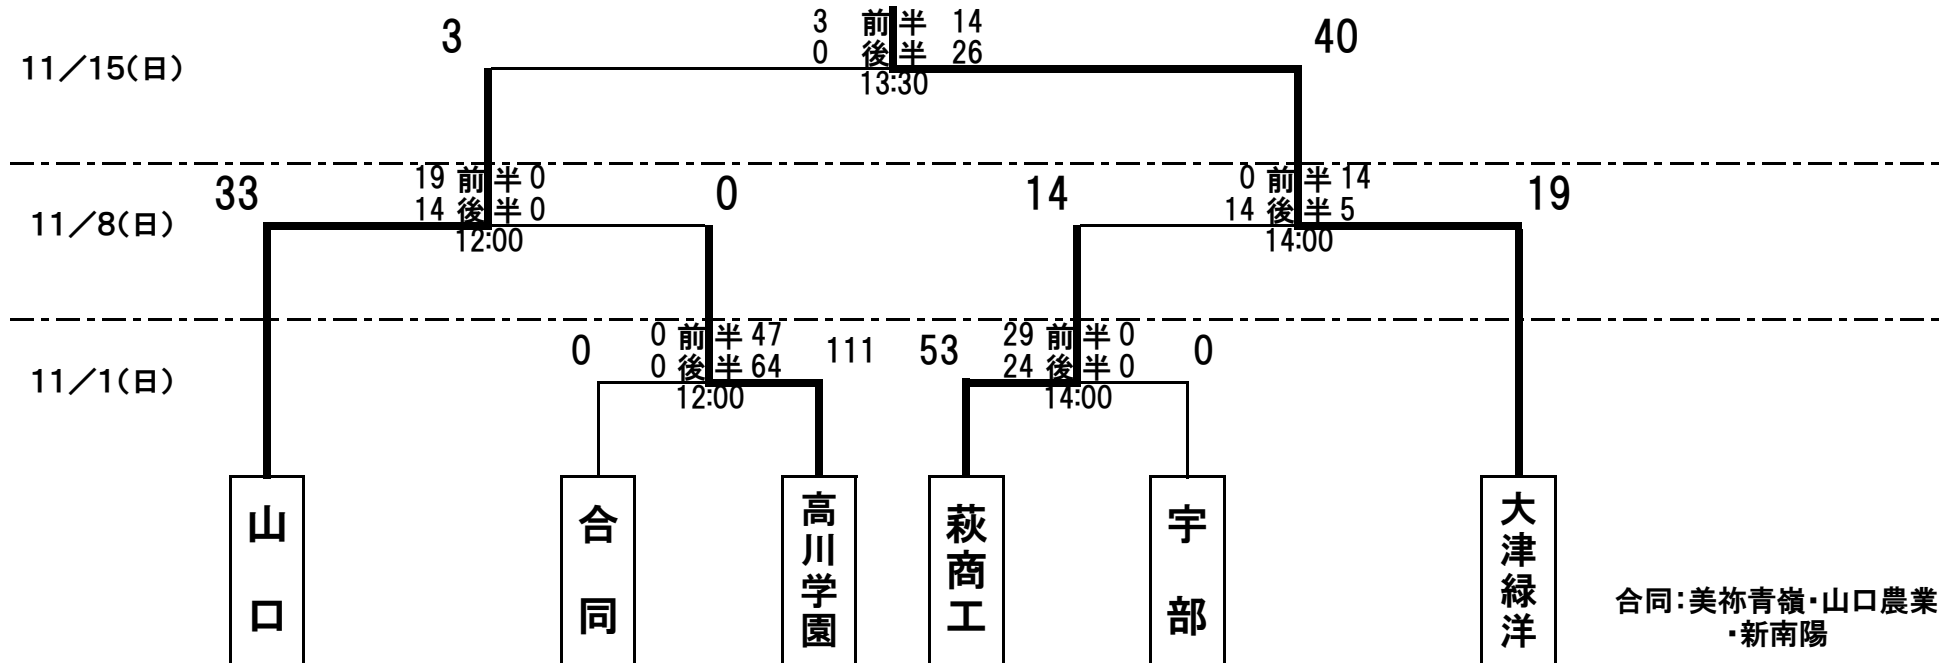 3 前半 14
3 40
0 後半 26
11/15(日)
13:30
19 前半 0
0 前半 14
33 0 14 19
14 後半 0
14 後半 5
11/8(日)
12:00
14:00
0 前半 47
29 前半 0
0 111 53 0
0 後半 64
24 後半 0
11/1(日)
12:00
14:00
山口
合同
高川学園
萩商工
宇部
大津緑洋
合同:美祢青嶺・山口農業
・新南陽